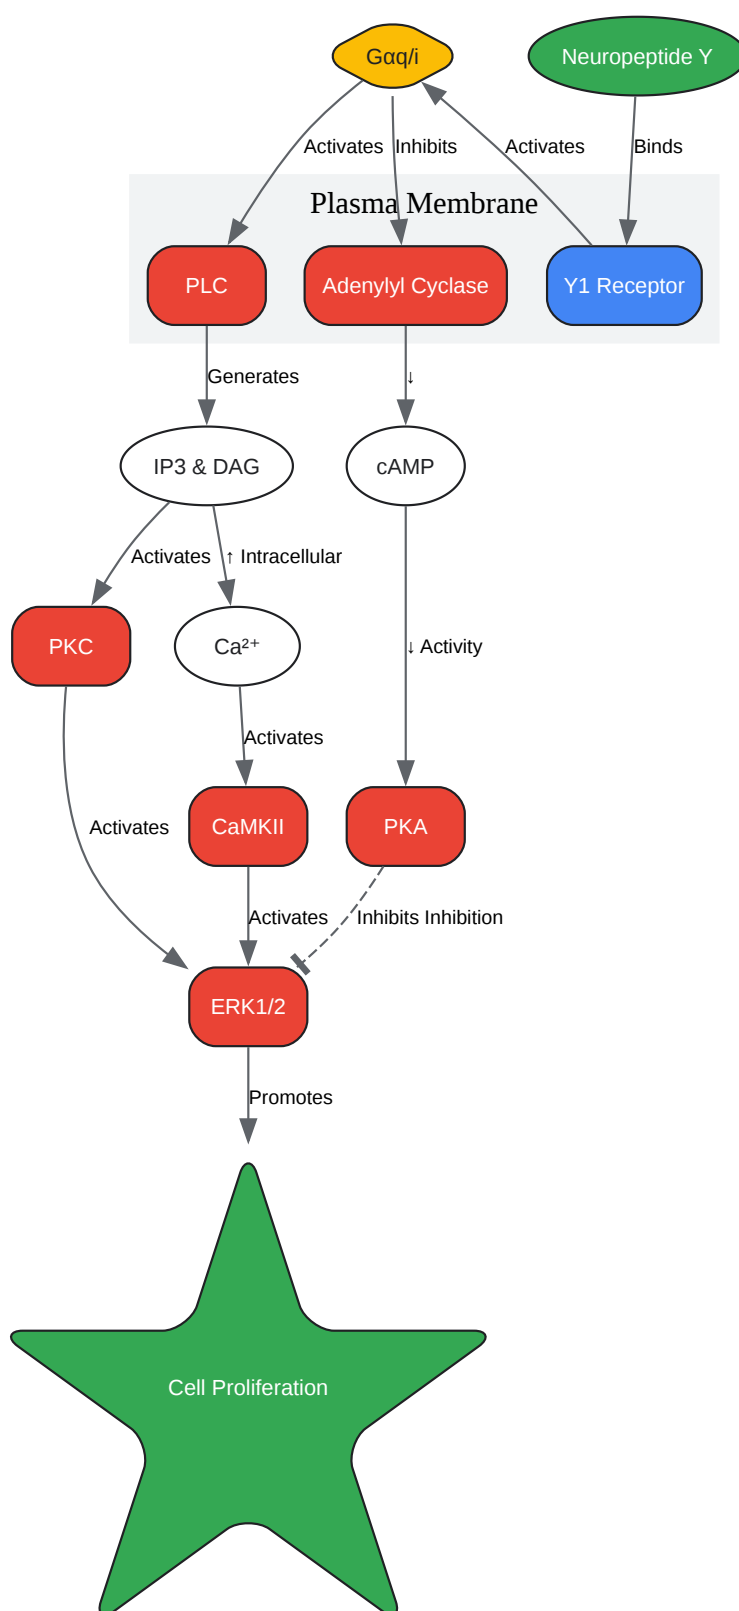 Gαq/i
Neuropeptide Y
Activates
Inhibits
Activates
Binds
Plasma Membrane
PLC
Adenylyl Cyclase
Y1 Receptor
Generates
↓
IP3 & DAG
cAMP
Activates
↑ Intracellular
PKC
Ca²⁺
↓ Activity
Activates
Activates
CaMKII
PKA
Activates
Inhibits Inhibition
ERK1/2
Promotes
Cell Proliferation